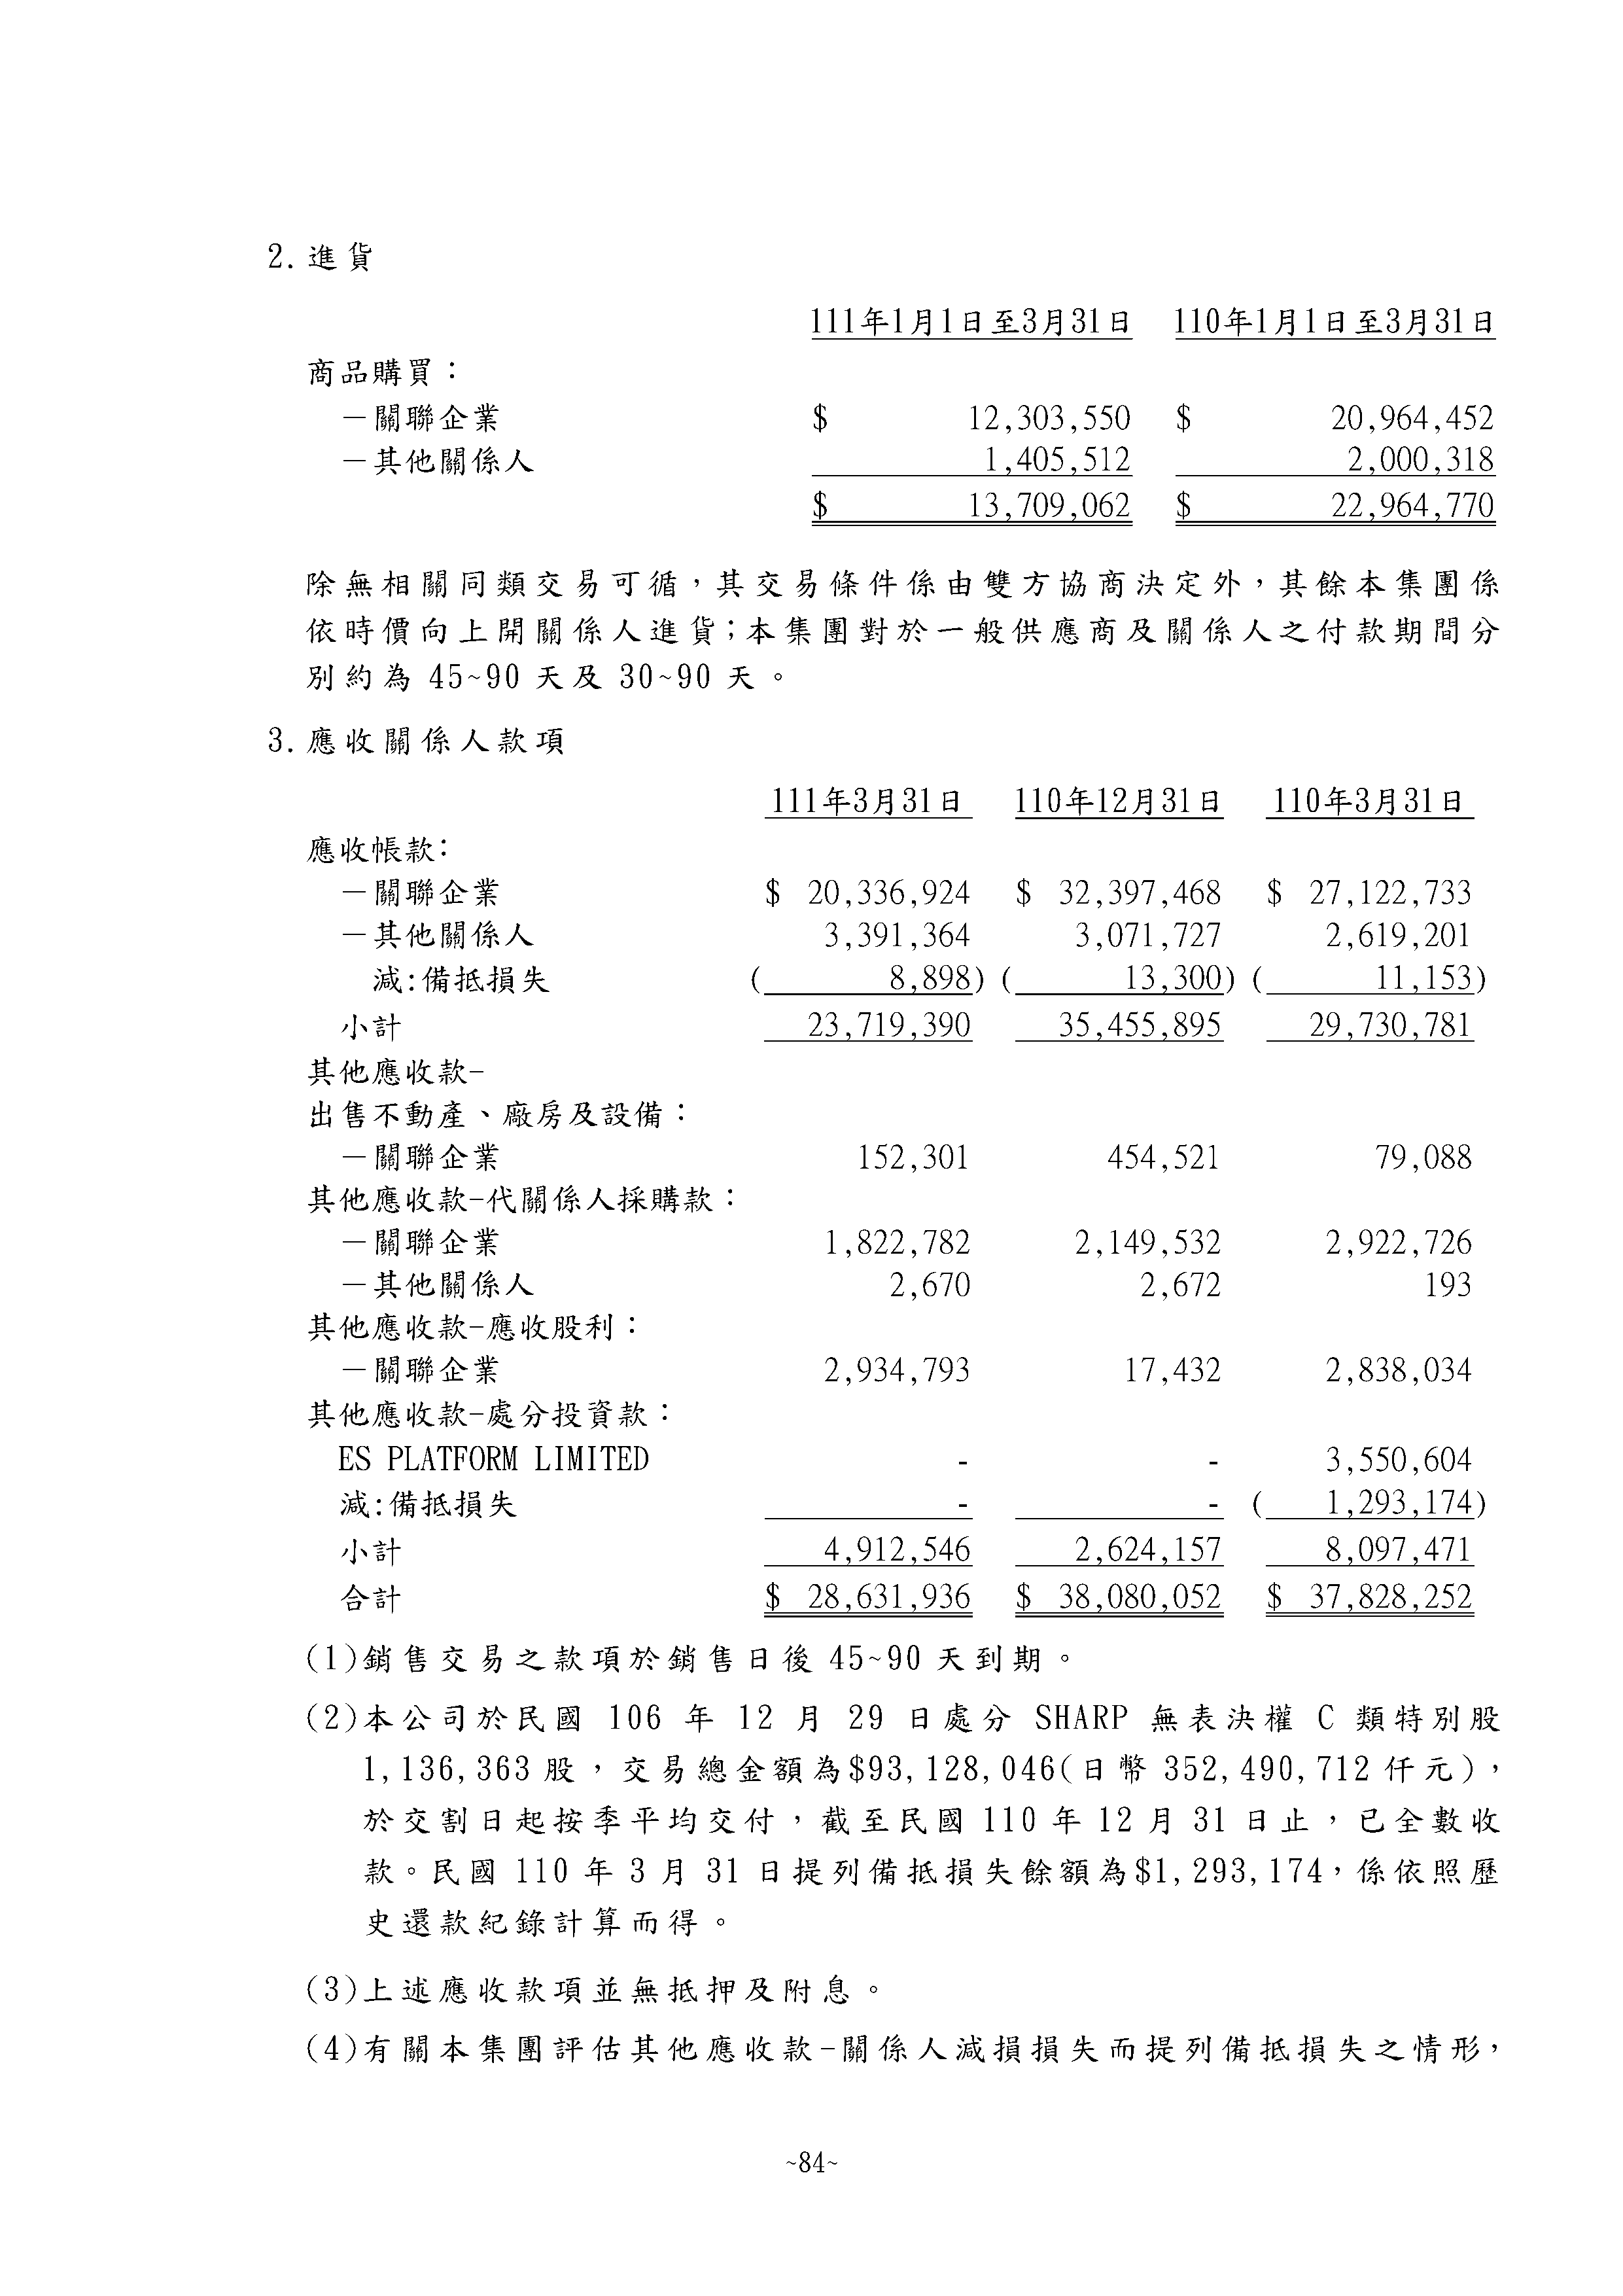 2.進貨
111年1月1日至3月31日 110年1月1日至3月31日
商品購買：
－關聯企業 $ 12,303,550 $ 20,964,452
－其他關係人 1,405,512 2,000,318
$ 13,709,062 $ 22,964,770
除無相關同類交易可循，其交易條件係由雙方協商決定外，其餘本集團係
依時價向上開關係人進貨；本集團對於一般供應商及關係人之付款期間分
別約為 45~90 天及 30~90 天。
3.應收關係人款項
111年3月31日 110年12月31日 110年3月31日
應收帳款:
－關聯企業 $ 20,336,924 $ 32,397,468 $ 27,122,733
－其他關係人 3,391,364 3,071,727 2,619,201
減:備抵損失 ( 8,898) ( 13,300) ( 11,153)
小計 23,719,390 35,455,895 29,730,781
其他應收款-
出售不動產、廠房及設備：
－關聯企業 152,301 454,521 79,088
其他應收款-代關係人採購款：
－關聯企業 1,822,782 2,149,532 2,922,726
－其他關係人 2,670 2,672 193
其他應收款-應收股利：
－關聯企業 2,934,793 17,432 2,838,034
其他應收款-處分投資款：
ES PLATFORM LIMITED - - 3,550,604
減:備抵損失 - - ( 1,293,174)
小計 4,912,546 2,624,157 8,097,471
合計 $ 28,631,936 $ 38,080,052 $ 37,828,252
(1)銷售交易之款項於銷售日後 45~90 天到期。
(2)本公司於民國 106 年 12 月 29 日處分 SHARP 無表決權 C 類特別股
1,136,363 股，交易總金額為$93,128,046(日幣 352,490,712 仟元)，
於交割日起按季平均交付，截至民國 110 年 12 月 31 日止，已全數收
款。民國 110 年 3 月 31 日提列備抵損失餘額為$1,293,174，係依照歷
史還款紀錄計算而得。
(3)上述應收款項並無抵押及附息。
(4)有關本集團評估其他應收款-關係人減損損失而提列備抵損失之情形，
~84~